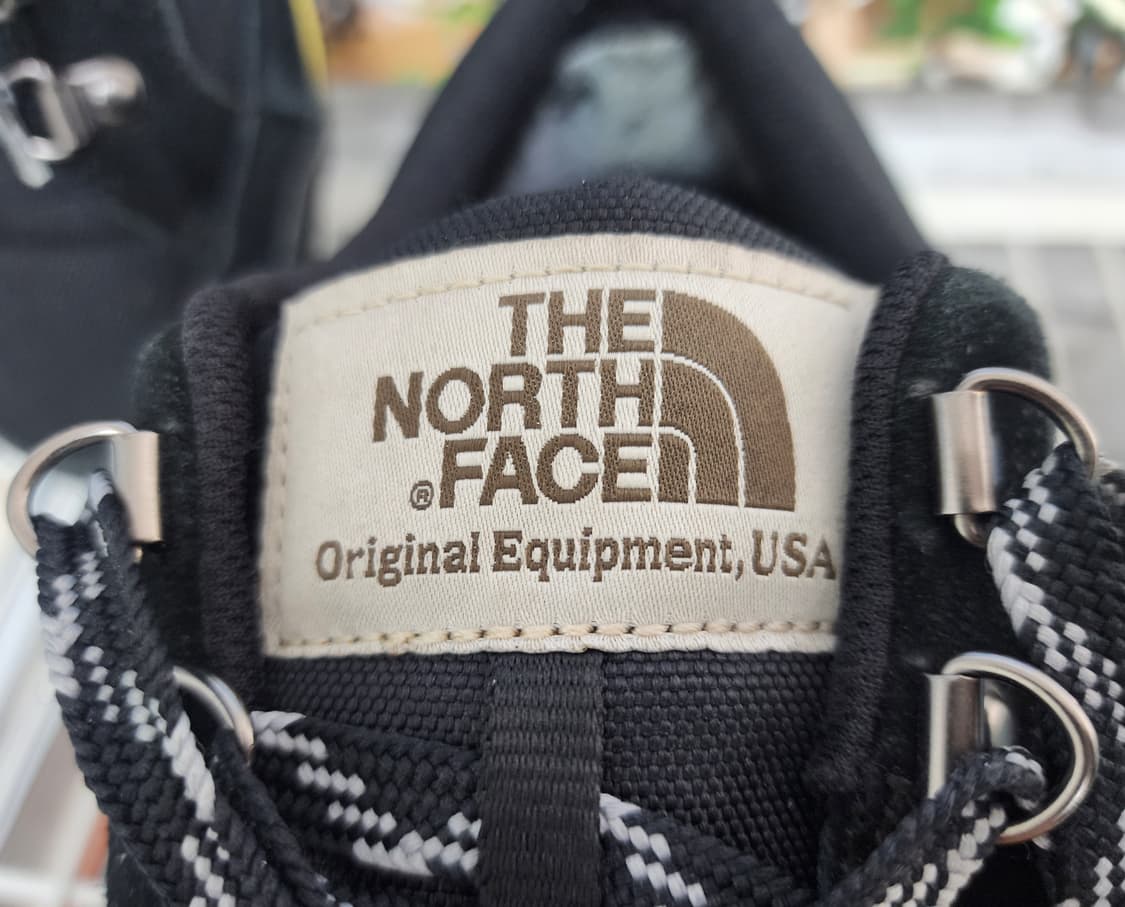 THE
NORTH
®FACE
Original Equipment, USA